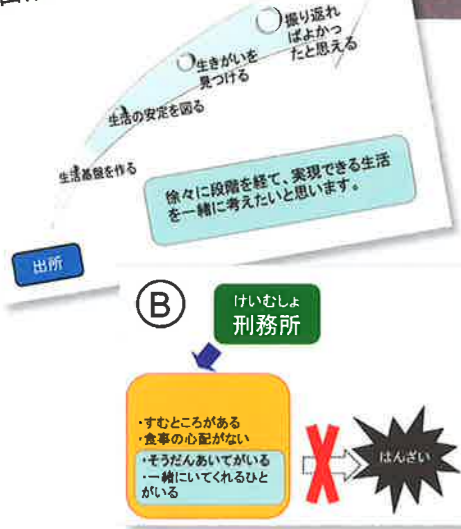 振り返れ
ばよかっ
たと思える
生きがいを
見つける
生活の安定を図る
生活基盤を作る
徐々に段階を経て、実現できる生活
を一緒に考えたいと思います。
出所
Ⓑ
けいむしょ
刑務所
・すむところがある
・食事の心配がない
・そうだんあいてがいる
・一緒にいてくれるひと
がいる
はんざい